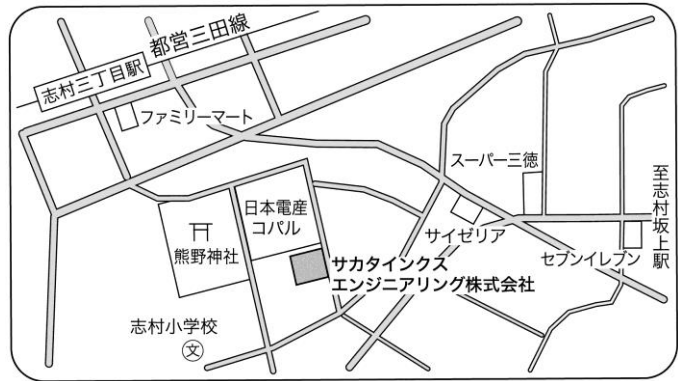 都営三田線
志村三丁目駅
ファミリーマート
スーパー三徳
至志村坂上駅
日本電産
コパル
熊野神社
サイゼリア
セブンイレブン
サカタインクス
エンジニアリング株式会社
志村小学校
文